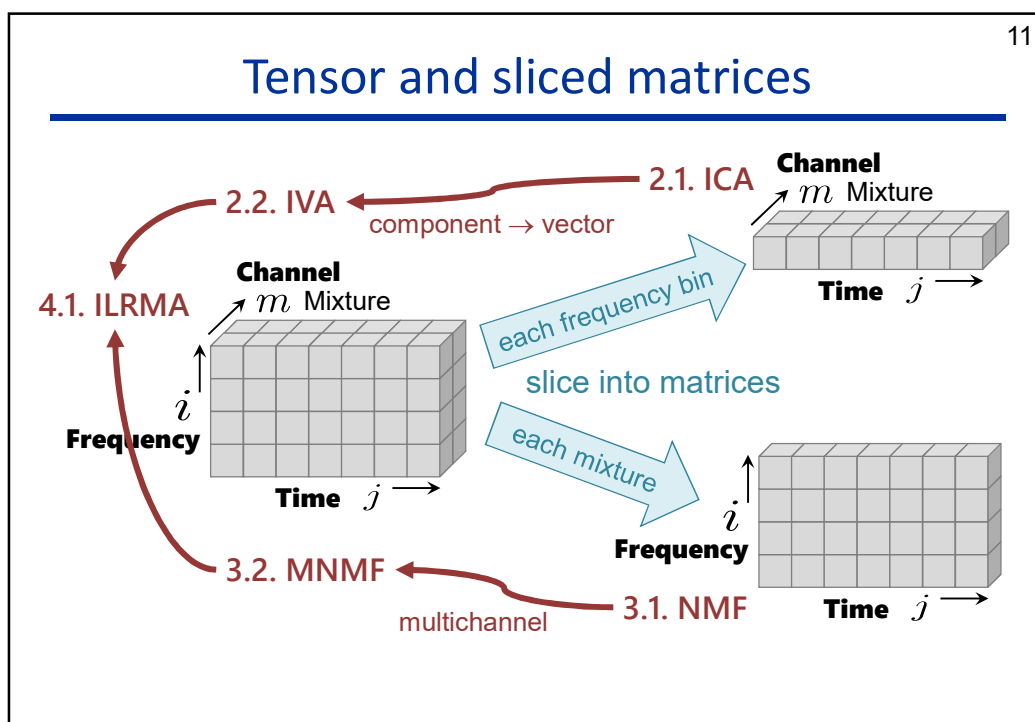 11
Tensor and sliced matrices
2.1. ICA
Channel
m Mixture
Time j
2.2. IVA
component → vector
4.1. ILRMA
Channel
m Mixture
i
Frequency
Time j
each frequency bin
slice into matrices
each mixture
i
Frequency
Time j
3.2. MNMF
multichannel
3.1. NMF